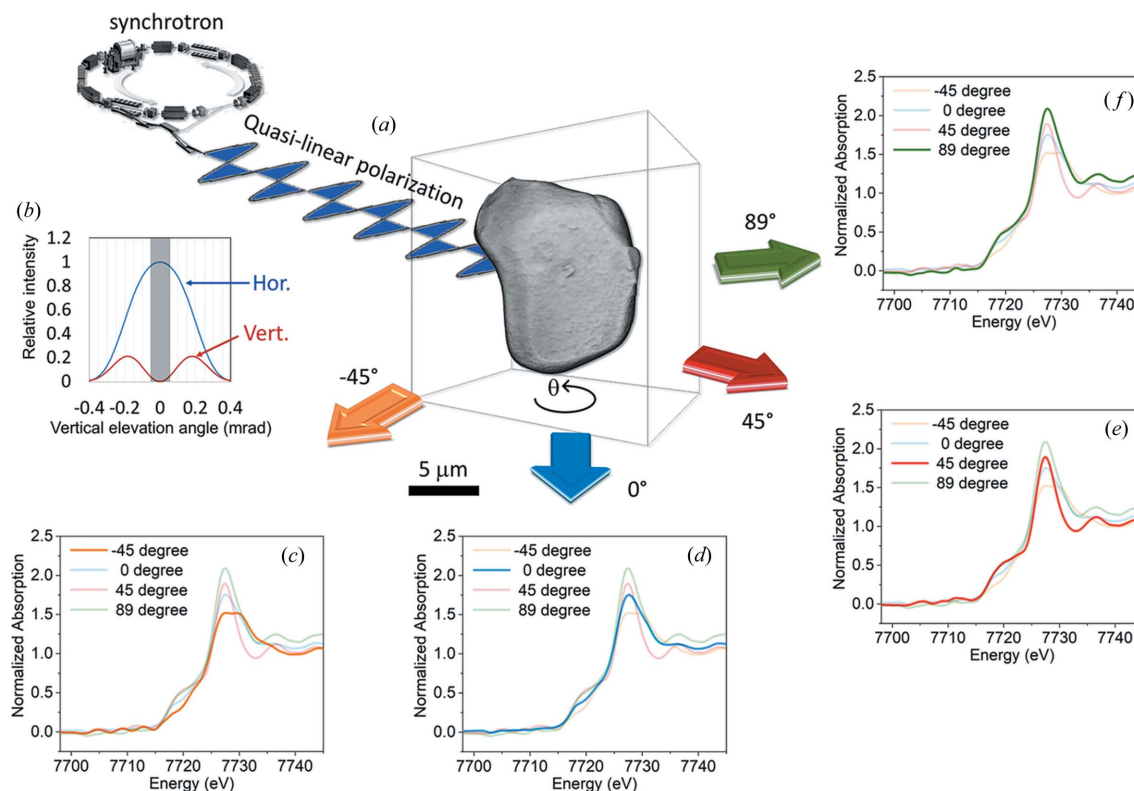 synchrotron
(a)
Quasi-linear polarization
(b)
1.2
1
0.8
0.6
0.4
0.2
0
Relative intensity
Hor.
Vert.
-0.4 -0.2 0 0.2 0.4
Vertical elevation angle (mrad)
89°
-45°
45°
0°
θ
5 μm
(f)
-45 degree
0 degree
45 degree
89 degree
2.5
2.0
1.5
1.0
0.5
0.0
Normalized Absorption
7700 7710 7720 7730 7740
Energy (eV)
(e)
-45 degree
0 degree
45 degree
89 degree
2.5
2.0
1.5
1.0
0.5
0.0
Normalized Absorption
7700 7710 7720 7730 7740
Energy (eV)
(c)
-45 degree
0 degree
45 degree
89 degree
2.5
2.0
1.5
1.0
0.5
0.0
Normalized Absorption
7700 7710 7720 7730 7740
Energy (eV)
(d)
-45 degree
0 degree
45 degree
89 degree
2.5
2.0
1.5
1.0
0.5
0.0
Normalized Absorption
7700 7710 7720 7730 7740
Energy (eV)